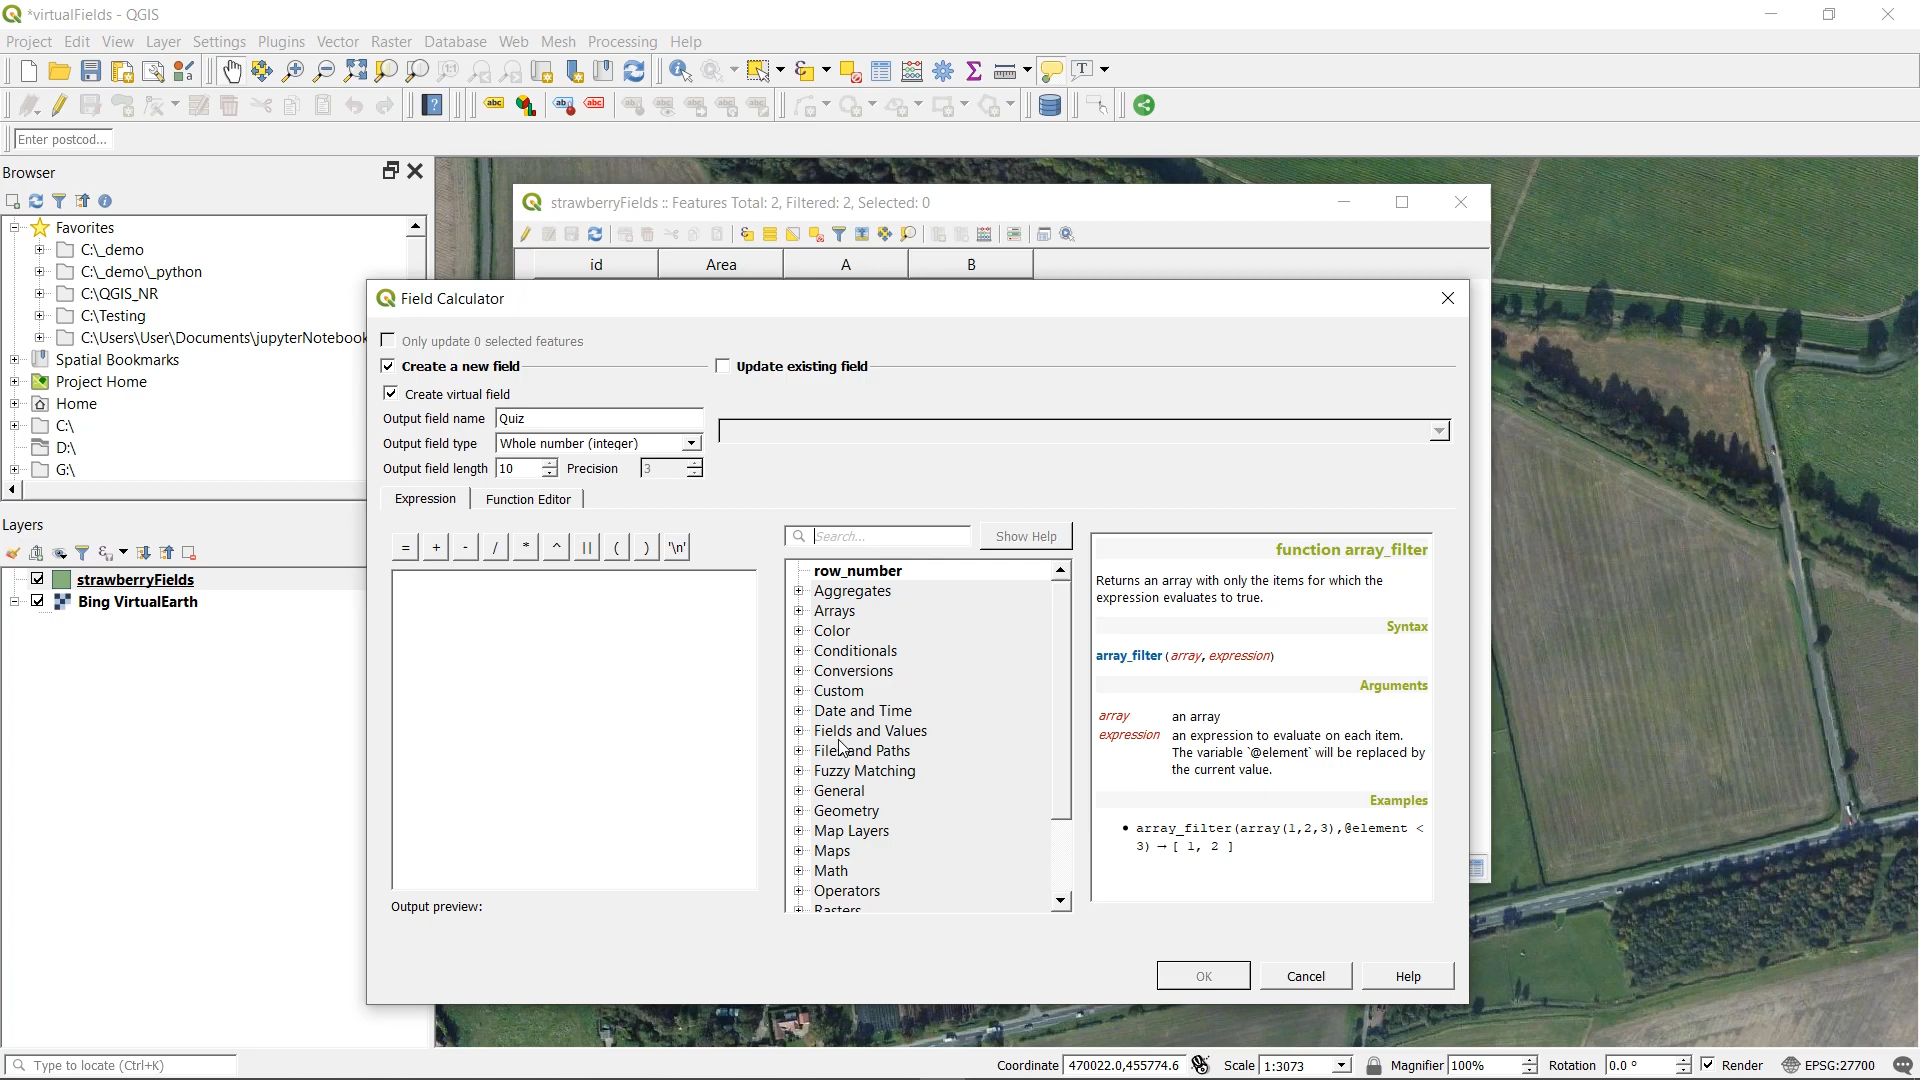 *virtualFields - QGIS
Project Edit View Layer Settings Plugins Vector Raster Database Web Mesh Processing Help
Enter postcod...
Browser
Favorites
C:\_demo
C:\_demo\_python
C:\QGIS_NR
C:\Testing
C:\Users\User\Documents\jupyterNotebook
Spatial Bookmarks
Project Home
Home
C:\
D:\
G:\
Layers
strawberryFields
Bing VirtualEarth
strawberryFields :: Features Total: 2, Filtered: 2, Selected: 0
id Area A B
Field Calculator
Only update 0 selected features
Create a new field
Update existing field
Create virtual field
Output field name Quiz
Output field type Whole number (integer)
Output field length 10 Precision 3
Expression Function Editor
= + - / * ^ || ( ) '\n'
Search...
Show Help
row_number
Aggregates
Arrays
Color
Conditionals
Conversions
Custom
Date and Time
Fields and Values
Files and Paths
Fuzzy Matching
General
Geometry
Map Layers
Maps
Math
Operators
Rasters
function array_filter
Returns an array with only the items for which the
expression evaluates to true.
Syntax
array_filter(array, expression)
Arguments
array an array
expression an expression to evaluate on each item.
The variable `@element` will be replaced by
the current value.
Examples
• array_filter(array(1,2,3),@element <
3) → [ 1, 2 ]
Output preview:
OK Cancel Help
Type to locate (Ctrl+K)
Coordinate 470022.0,455774.6 Scale 1:3073 Magnifier 100% Rotation 0.0 ° Render EPSG:27700